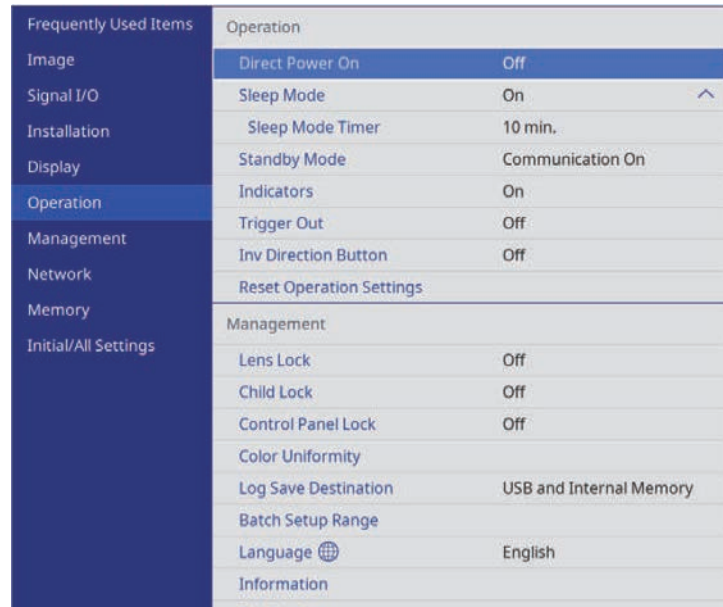 Frequently Used Items
Image
Signal I/O
Installation
Display
Operation
Management
Network
Memory
Initial/All Settings
Operation
Direct Power On Off
Sleep Mode On
Sleep Mode Timer 10 min.
Standby Mode Communication On
Indicators On
Trigger Out Off
Inv Direction Button Off
Reset Operation Settings
Management
Lens Lock Off
Child Lock Off
Control Panel Lock Off
Color Uniformity
Log Save Destination USB and Internal Memory
Batch Setup Range
Language English
Information